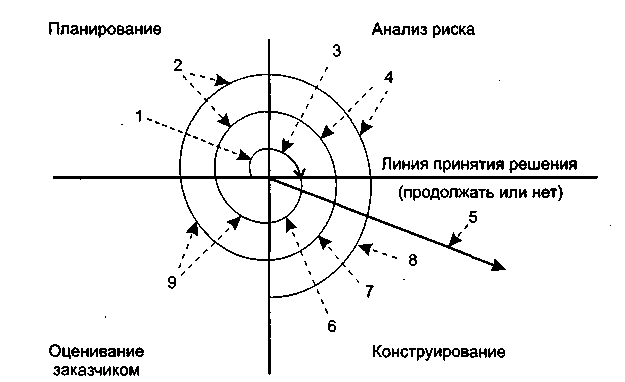 Планирование
Анализ риска
2
3
4
1
Линия принятия решения
(продолжать или нет)
5
8
9
7
6
Оценивание
заказчиком
Конструирование